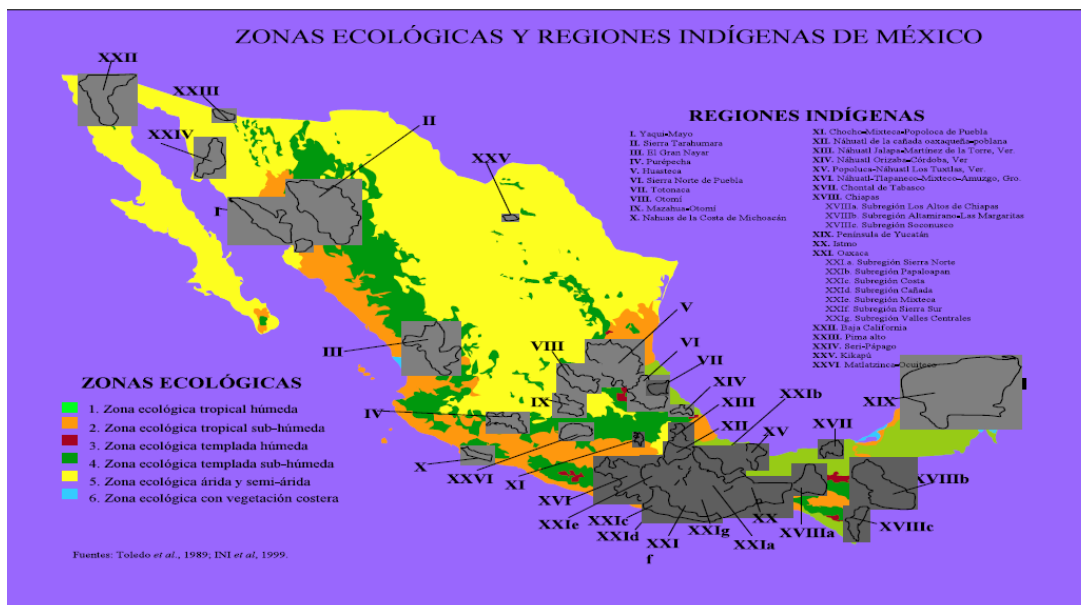 ZONAS ECOLÓGICAS Y REGIONES INDÍGENAS DE MÉXICO
XXII
XXIII
XXIV
II
XXV
I
REGIONES INDÍGENAS
I. Yaqui-Mayo
II. Sierra Tarahumara
III. El Gran Nayar
IV. Purépecha
V. Huasteca
VI. Sierra Norte de Puebla
VII. Totonaca
VIII. Otomí
IX. Mazahua-Otomí
X. Nahuas de la Costa de Michoacán
XI. Chocho-Mixteca-Popoloca de Puebla
XII. Náhuatl de la cañada oaxaqueña-poblana
XIII. Náhuatl Jalapa-Martínez de la Torre, Ver.
XIV. Náhuatl Orizaba-Córdoba, Ver
XV. Popoluca-Náhuatl Los Tuxtlas, Ver.
XVI. Náhuatl-Tlapaneco-Mixteco-Amuzgo, Gro.
XVII. Chontal de Tabasco
XVIII. Chiapas
XVIIIa. Subregión Los Altos de Chiapas
XVIIIb. Subregión Altamirano-Las Margaritas
XVIIIc. Subregión Soconusco
XIX. Península de Yucatán
XX. Istmo
XXI. Oaxaca
XXI a. Subregión Sierra Norte
XXIb. Subregión Papaloapan
XXIc. Subregión Costa
XXId. Subregión Cañada
XXIe. Subregión Mixteca
XXIf. Subregión Sierra Sur
XXIg. Subregión Valles Centrales
XXII. Baja California
XXIII. Pima alto
XXIV. Seri-Pápago
XXV. Kikapú
XXVI. Matlatzinca-Ocuilteco
III
VIII
V
VI
VII
IX
IV
XIV
XIII
XXIb
XII
XV
XVII
XIX
X
XXVI
XI
XVI
XXIe
XXIc
XXId
XXI
f
XXIg
XXIa
XX
XVIIIa
XVIIIb
XVIIIc
ZONAS ECOLÓGICAS
1. Zona ecológica tropical húmeda
2. Zona ecológica tropical sub-húmeda
3. Zona ecológica templada húmeda
4. Zona ecológica templada sub-húmeda
5. Zona ecológica árida y semi-árida
6. Zona ecológica con vegetación costera
Fuentes: Toledo et al., 1989; INI et al, 1999.